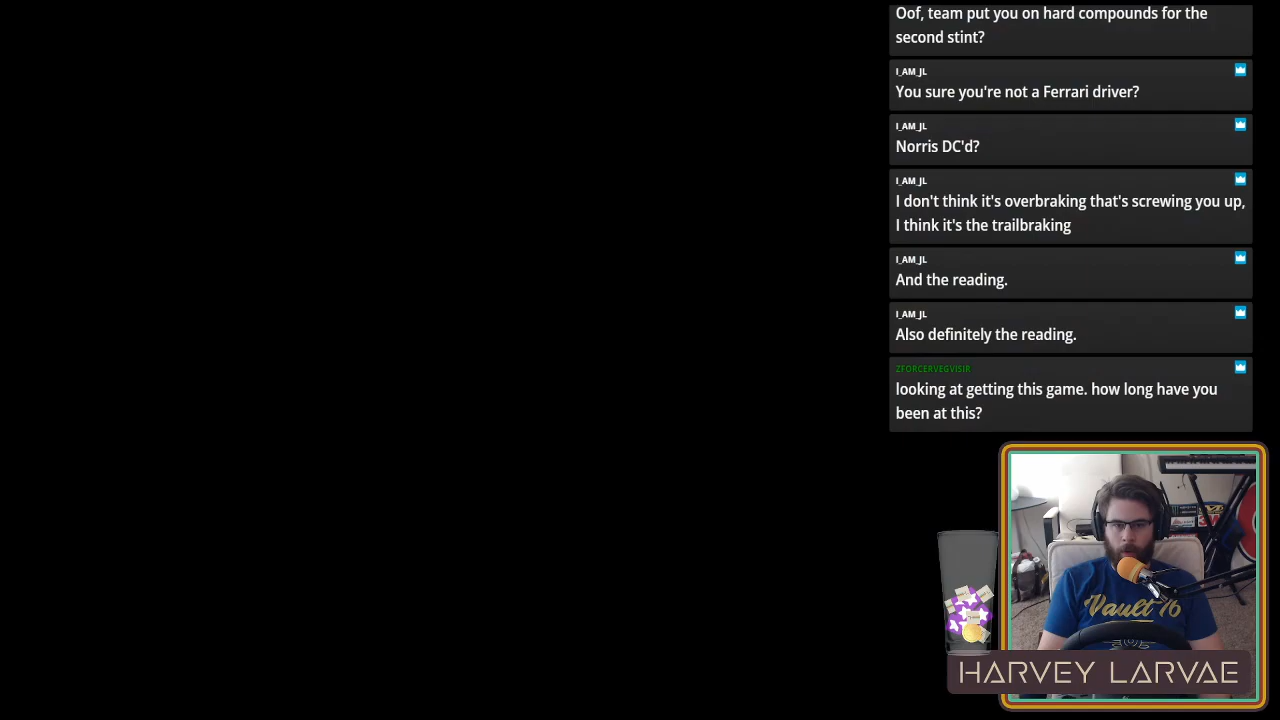 Oof, team put you on hard compounds for the
second stint?
I_AM_JL
You sure you're not a Ferrari driver?
I_AM_JL
Norris DC'd?
I_AM_JL
I don't think it's overbraking that's screwing you up,
I think it's the trailbraking
I_AM_JL
And the reading.
I_AM_JL
Also definitely the reading.
ZFORCERVEGVISIR
looking at getting this game. how long have you
been at this?
Vault 76
HARVEY LARVAE